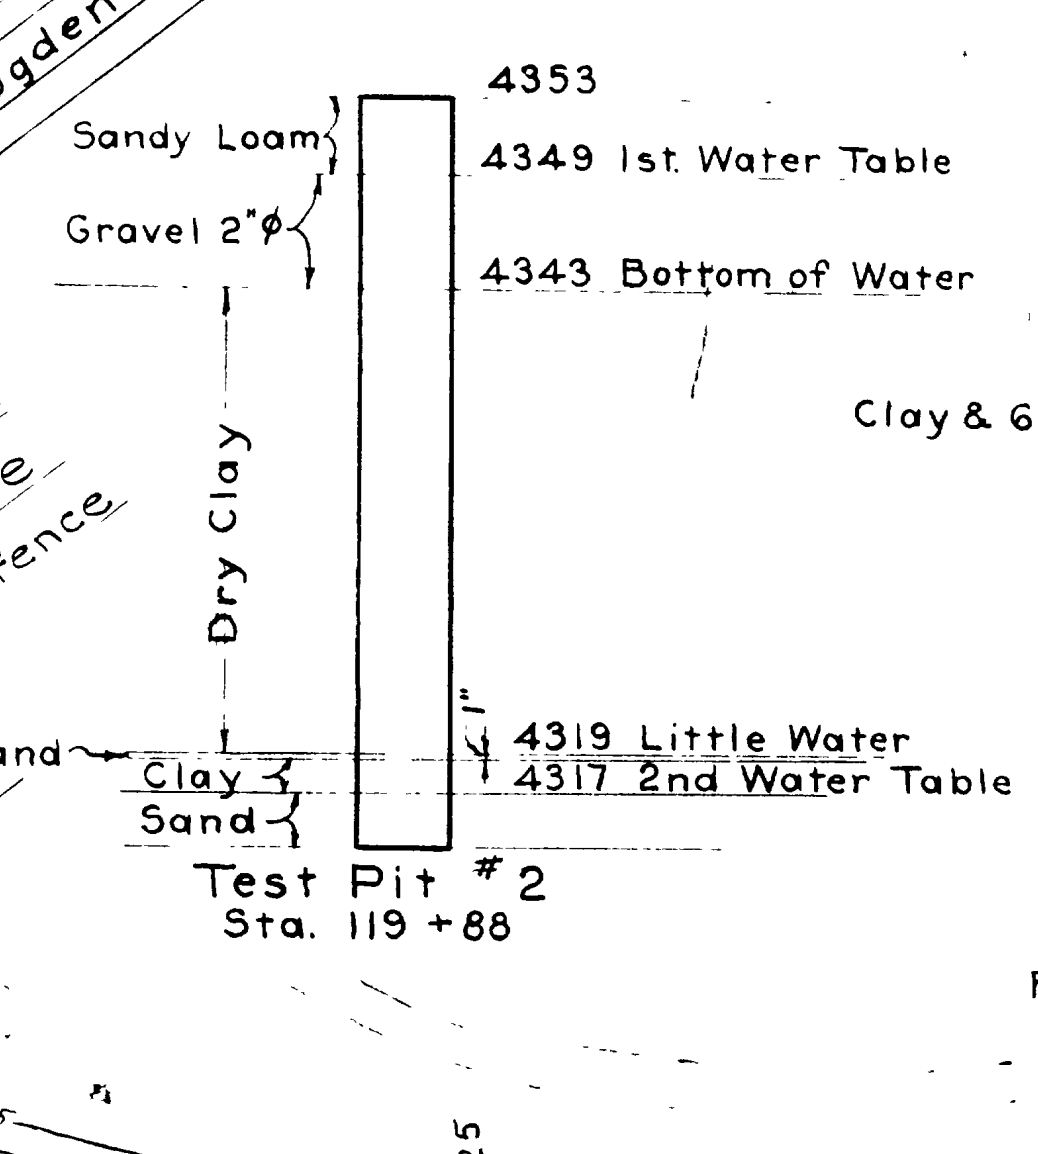 4353
Sandy Loam
4349 1st. Water Table
Gravel 2"ϕ
4343 Bottom of Water
Clay & 6
Dry Clay
fence
1"
4319 Little Water
Clay
4317 2nd Water Table
Sand
Test Pit #2
Sta. 119 +88
25